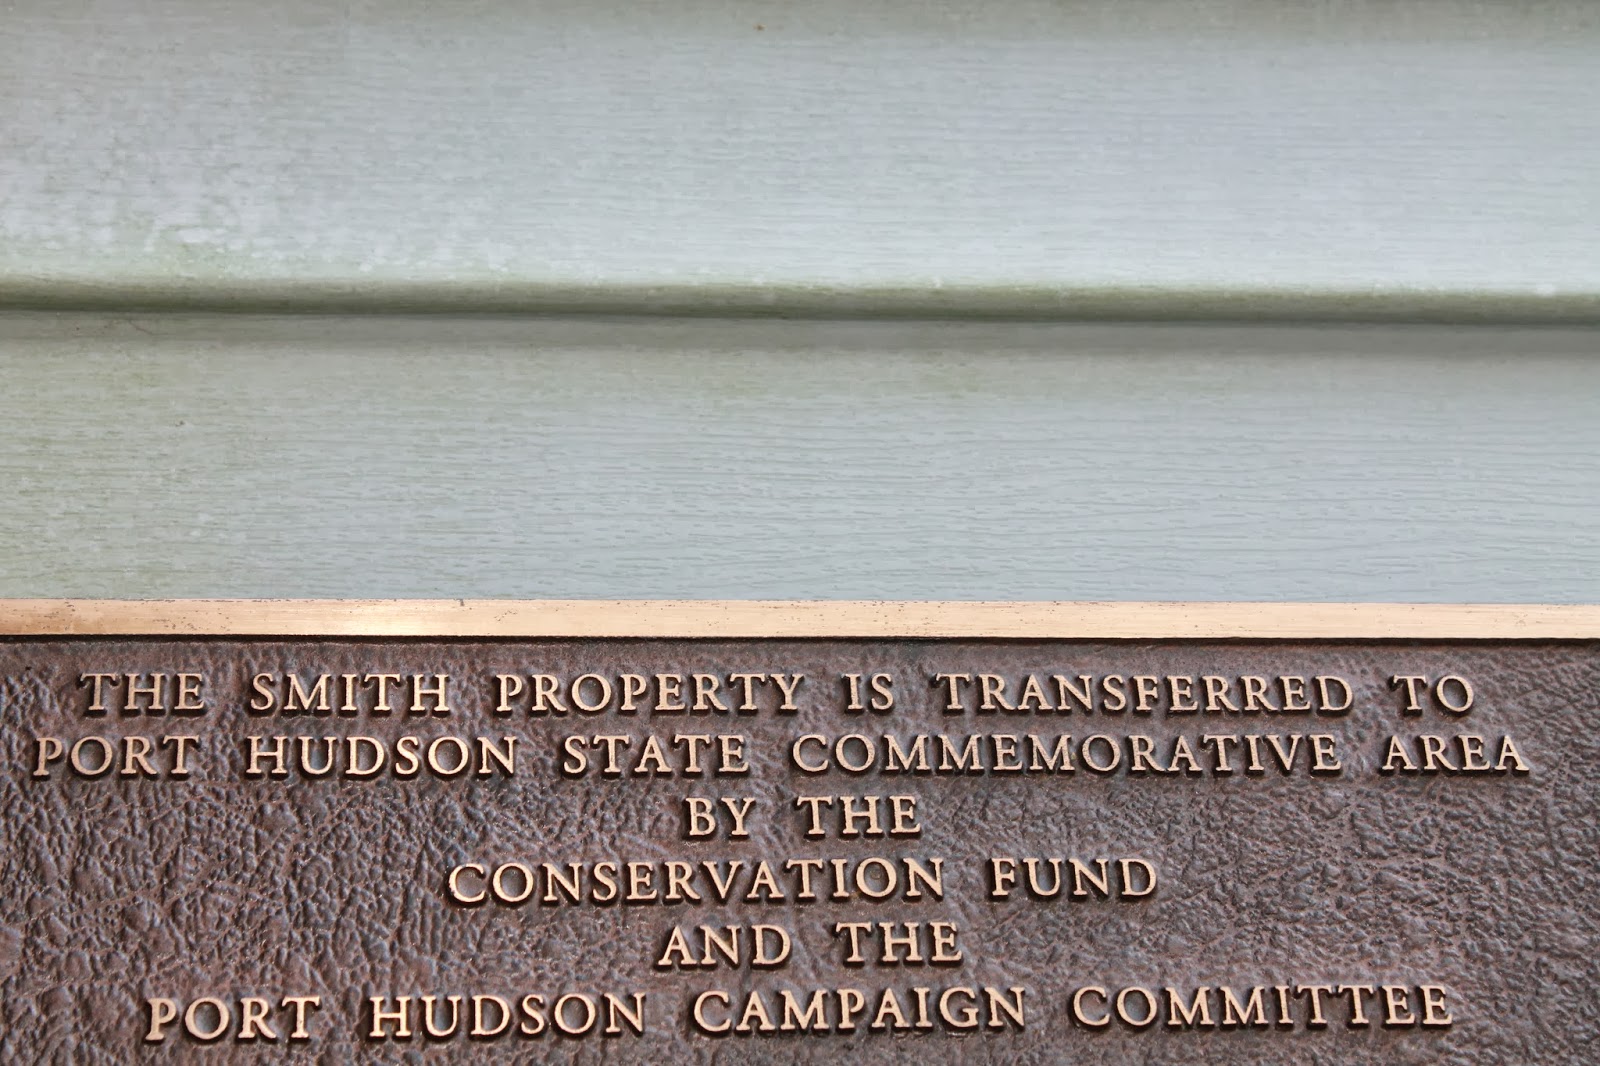 THE SMITH PROPERTY IS TRANSFERRED TO
PORT HUDSON STATE COMMEMORATIVE AREA
BY THE
CONSERVATION FUND
AND THE
PORT HUDSON CAMPAIGN COMMITTEE